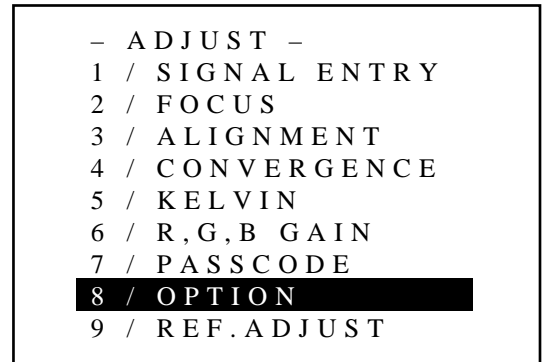 – ADJUST –
1 / SIGNAL ENTRY
2 / FOCUS
3 / ALIGNMENT
4 / CONVERGENCE
5 / KELVIN
6 / R,G,B GAIN
7 / PASSCODE
8 / OPTION
9 / REF.ADJUST